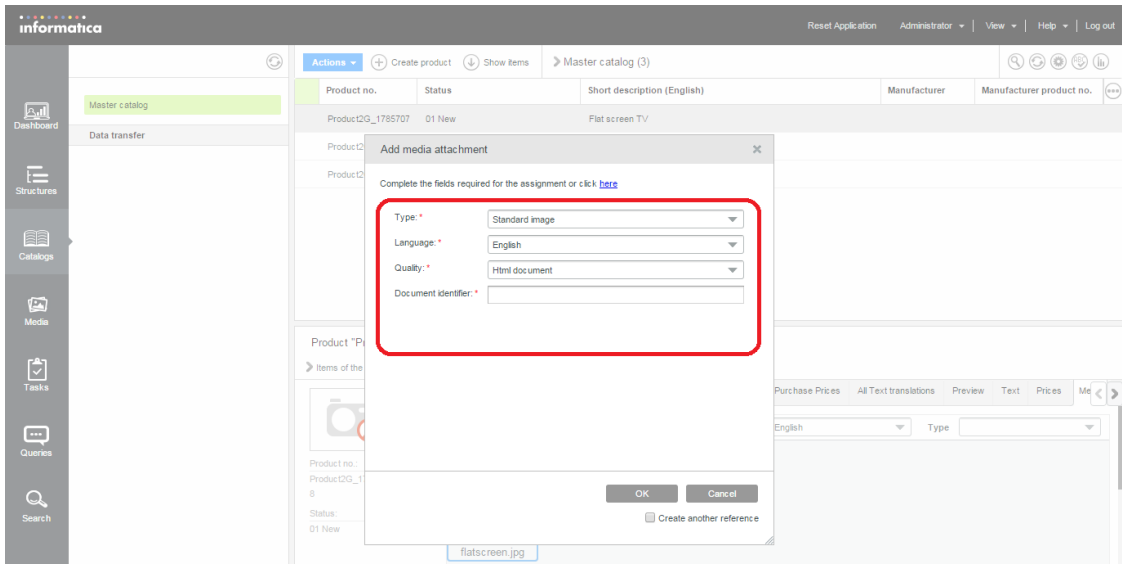 informatica
Reset Application Administrator View Help Log out
Actions Create product Show items Master catalog (3)
Product no. Status Short description (English) Manufacturer Manufacturer product no.
Master catalog
Dashboard
Product2G_1785707 01 New Flat screen TV
Data transfer
Product2
Add media attachment
Product2
Structures
Complete the fields required for the assignment or click here
Type: * Standard image
Language: * English
Catalogs
Quality: * Html document
Document identifier: *
Media
Product "Pr
Items of the
Tasks
Purchase Prices All Text translations Preview Text Prices Me
English Type
Queries
Product no.:
Product2G_17
8
OK Cancel
Status:
Create another reference
Search
01 New
flatscreen.jpg